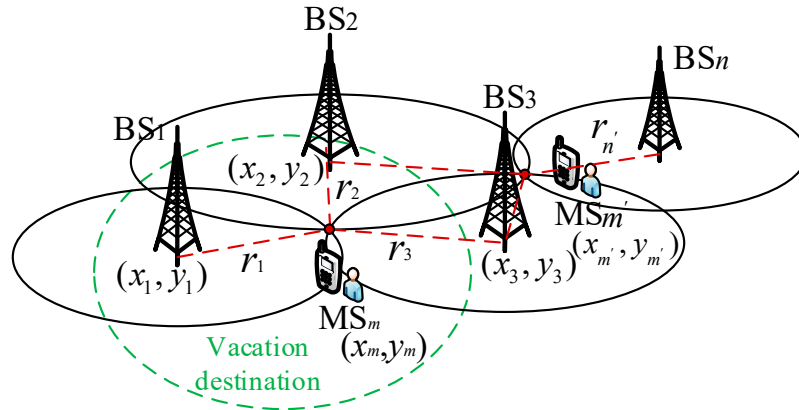 BS2
BSn
BS3
BS1
rn'
(x2, y2)
r2
MSm'
(xm', ym')
r1
r3
(x1, y1)
(x3, y3)
MSm
(xm,ym)
Vacation
destination